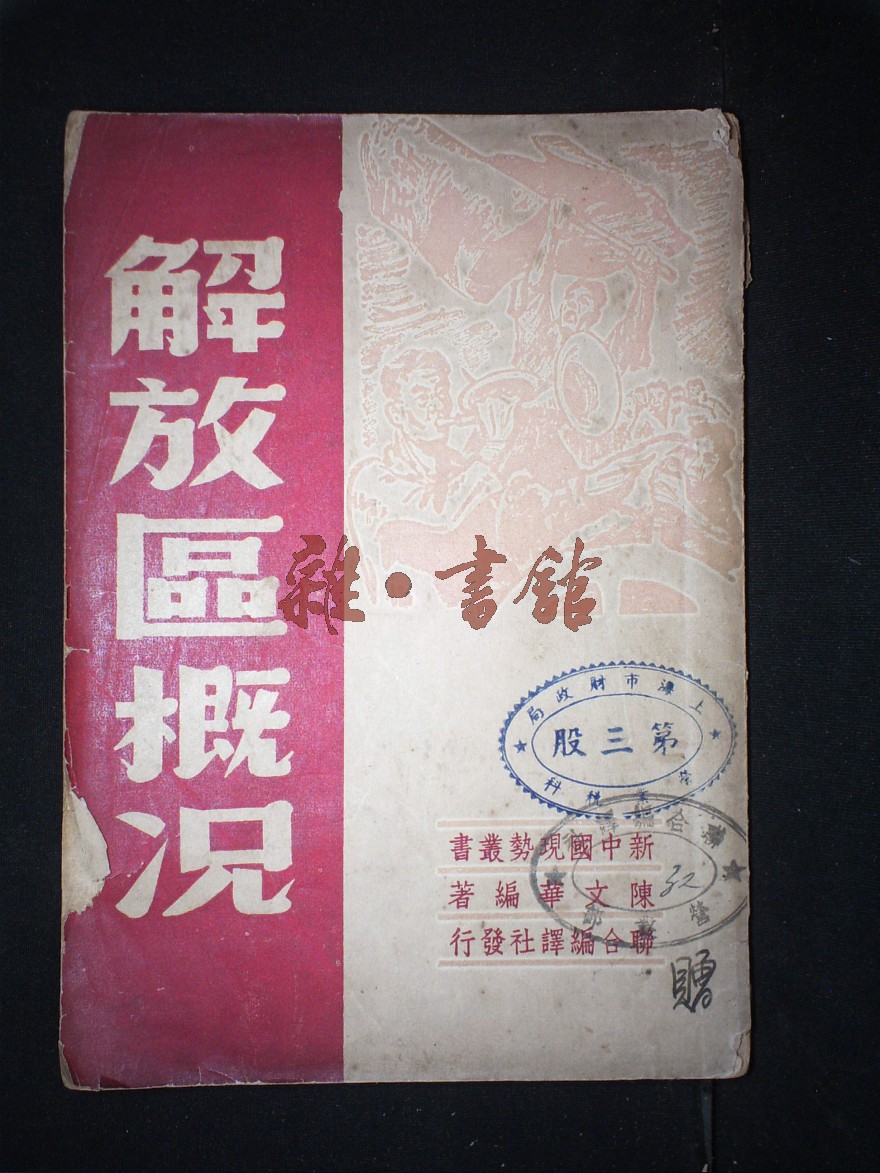 解放區概况
雜·書館
上海市財政局
第三股
新中國現勢叢書
陳文華編著
聯合編譯社發行
贈